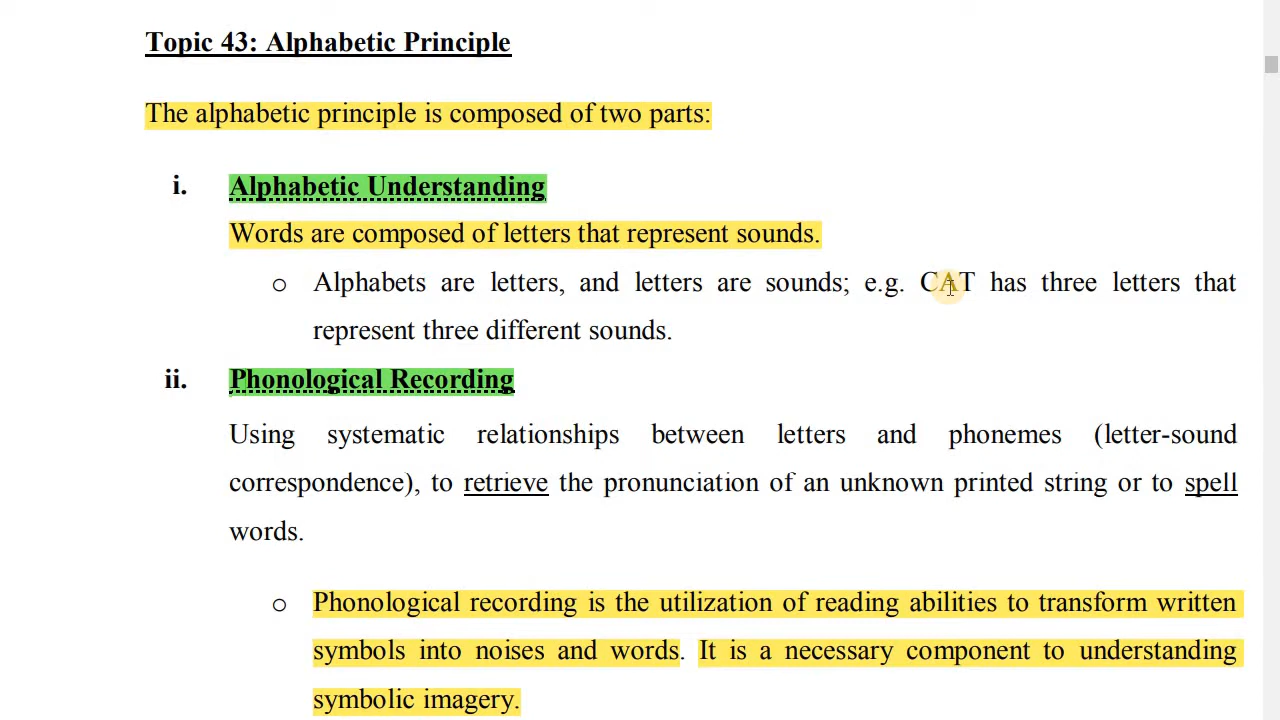 Topic 43: Alphabetic Principle
The alphabetic principle is composed of two parts:
i. Alphabetic Understanding
Words are composed of letters that represent sounds.
o Alphabets are letters, and letters are sounds; e.g. CAT has three letters that
represent three different sounds.
ii. Phonological Recording
Using systematic relationships between letters and phonemes (letter-sound
correspondence), to retrieve the pronunciation of an unknown printed string or to spell
words.
o Phonological recording is the utilization of reading abilities to transform written
symbols into noises and words. It is a necessary component to understanding
symbolic imagery.